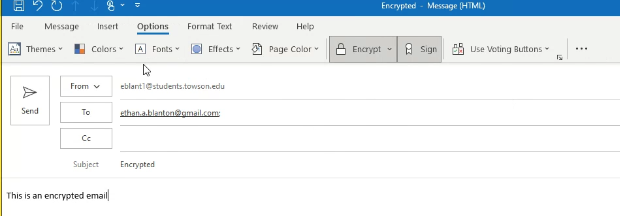 Encrypted - Message (HTML)
File Message Insert Options Format Text Review Help
Themes Colors Fonts Effects Page Color Encrypt Sign Use Voting Buttons
From eblant1@students.towson.edu
Send To ethan.a.blanton@gmail.com;
Cc
Subject Encrypted
This is an encrypted email